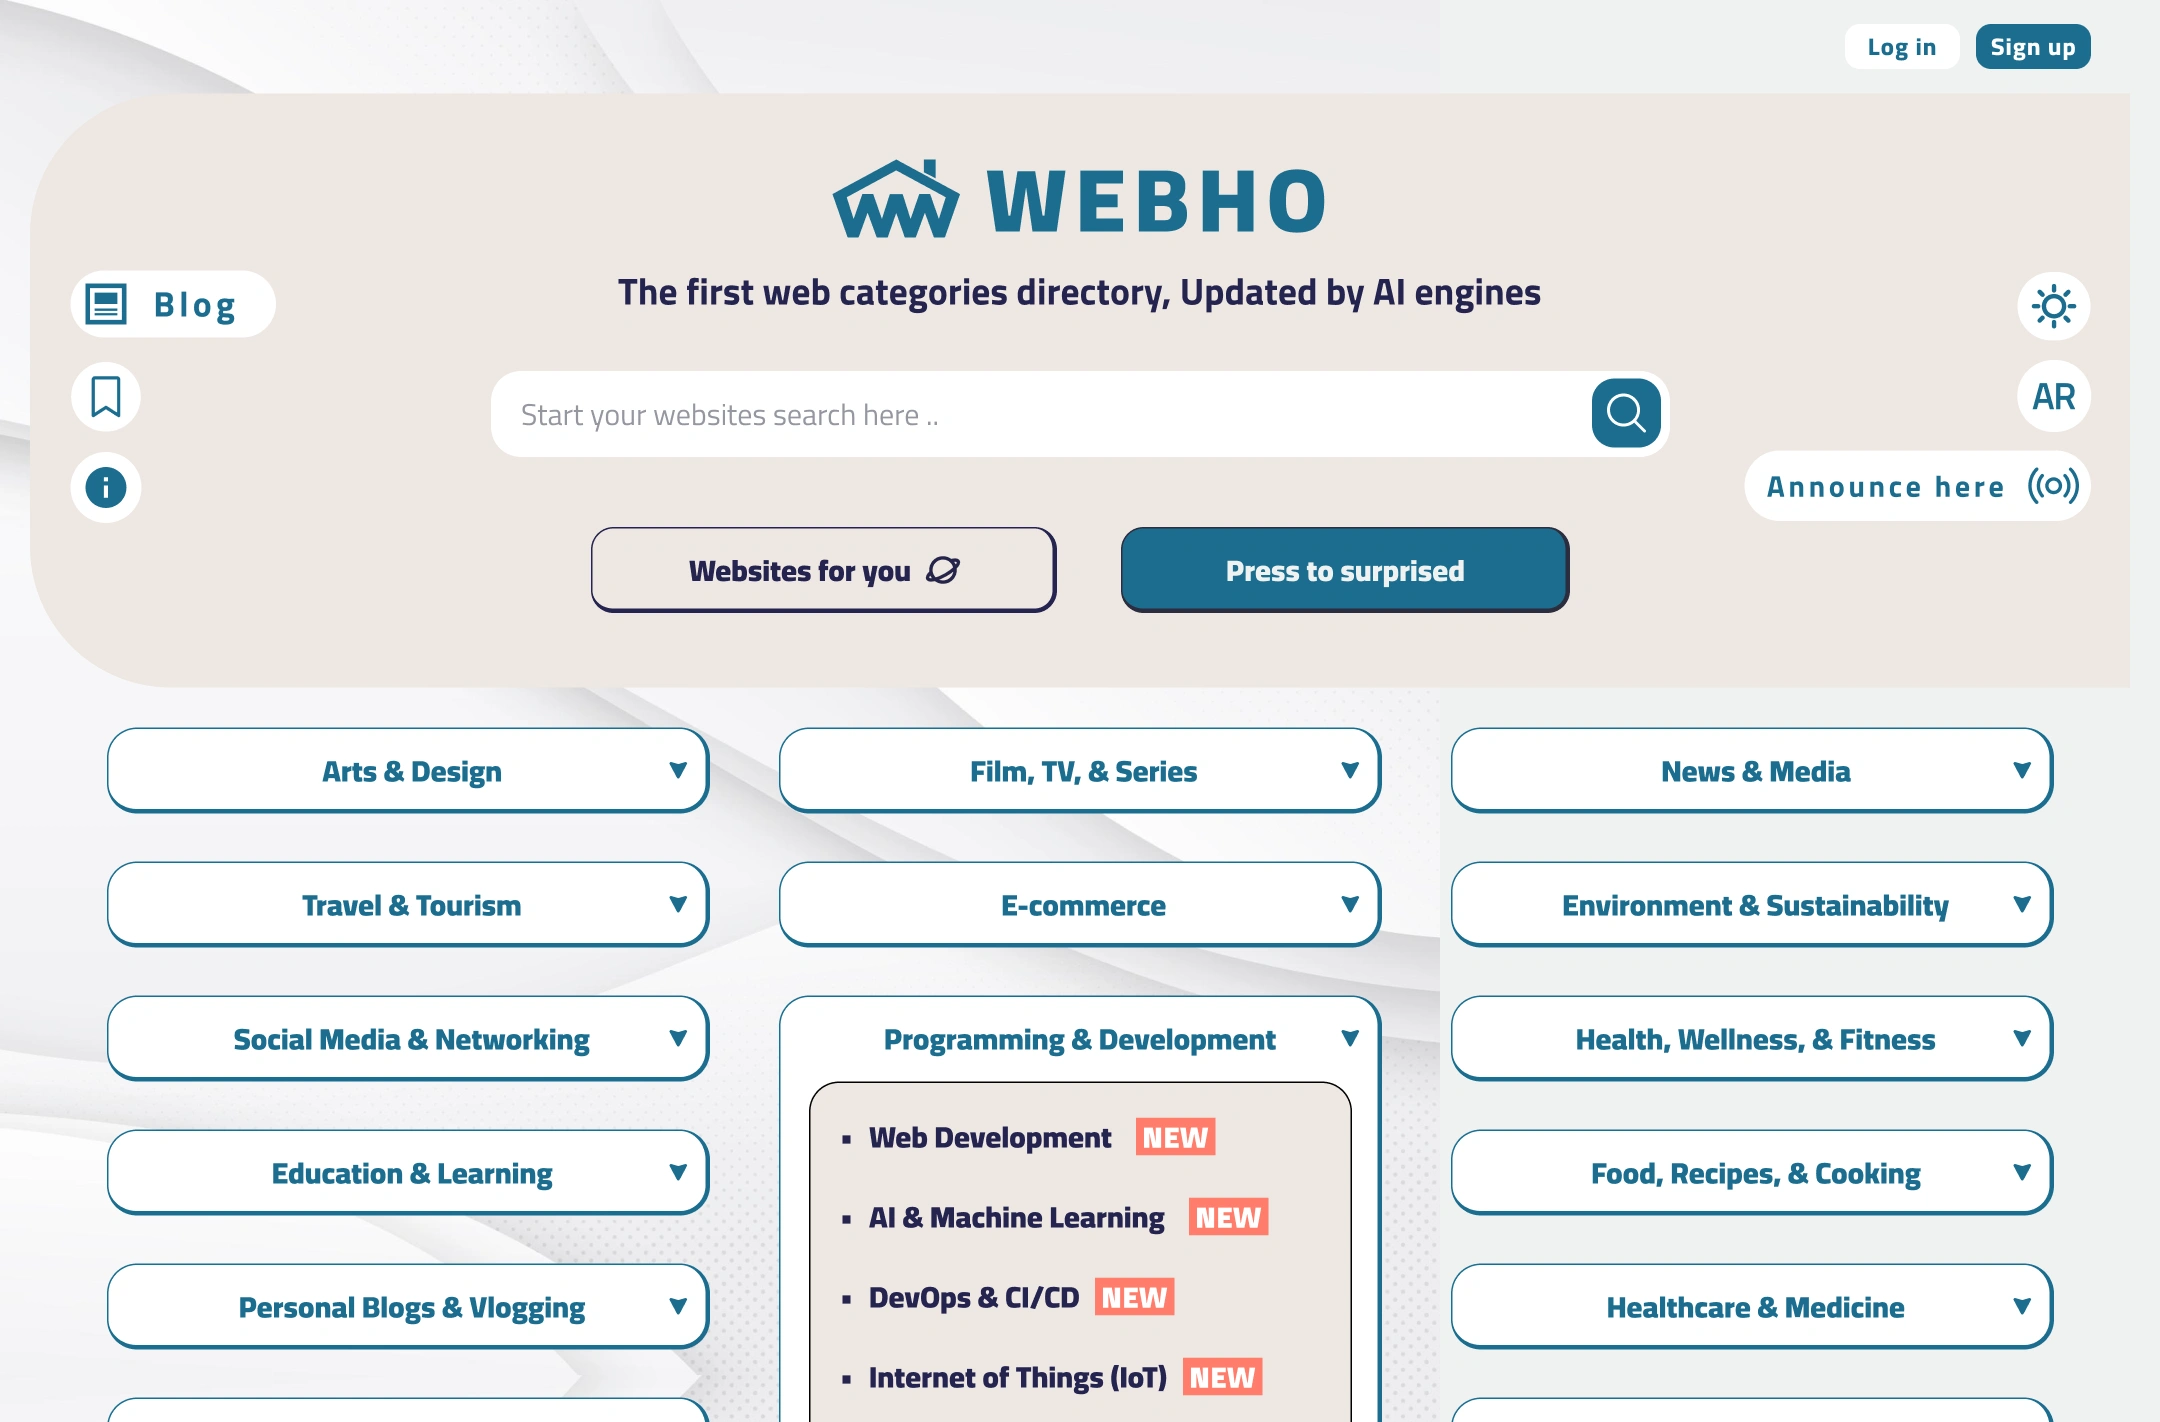 Log in
Sign up
WEBHO
The first web categories directory, Updated by AI engines
Blog
Start your websites search here ..
AR
Announce here
Websites for you
Press to surprised
Arts & Design
Film, TV, & Series
News & Media
Travel & Tourism
E-commerce
Environment & Sustainability
Social Media & Networking
Programming & Development
Health, Wellness, & Fitness
Web Development NEW
Education & Learning
Food, Recipes, & Cooking
AI & Machine Learning NEW
DevOps & CI/CD NEW
Personal Blogs & Vlogging
Healthcare & Medicine
Internet of Things (IoT) NEW